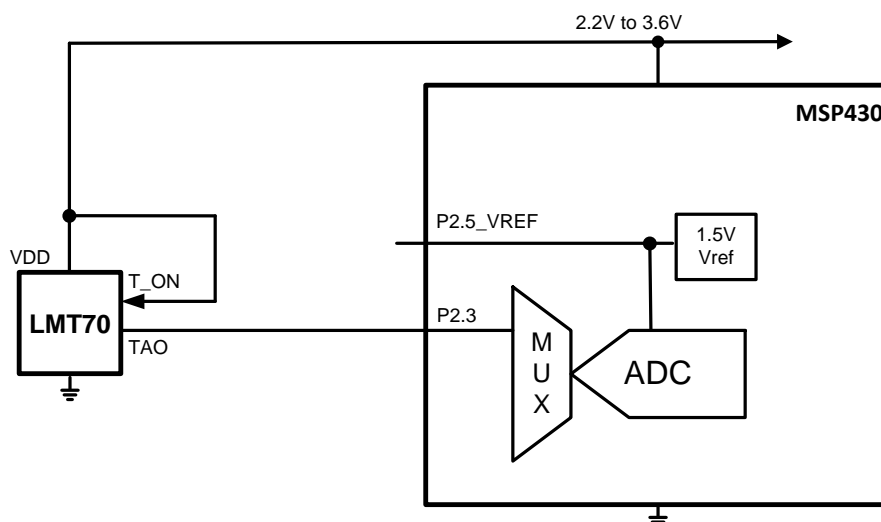 2.2V to 3.6V
MSP430
P2.5_VREF
1.5V
Vref
VDD
T_ON
LMT70
P2.3
TAO
M
U
X
ADC